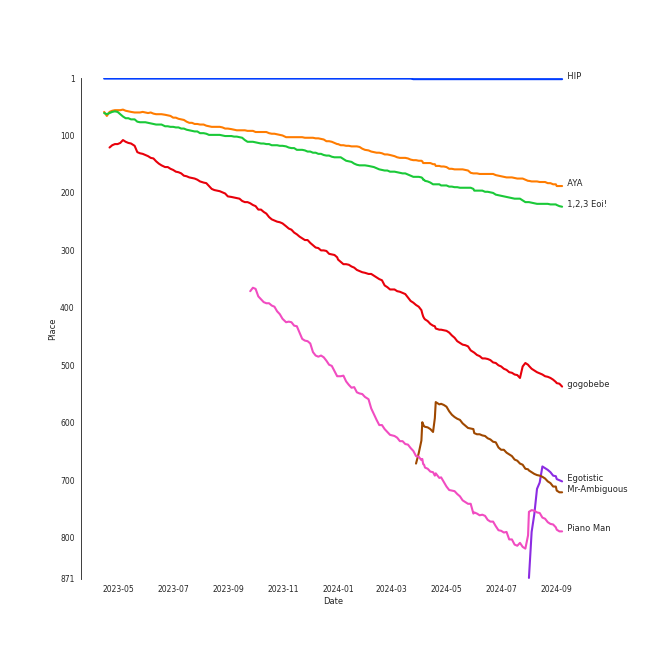 1
HIP
100
AYA
200
1,2,3 Eoi!
300
400
Place
500
gogobebe
600
700
Egotistic
Mr-Ambiguous
800
Piano Man
871
2023-05 2023-07 2023-09 2023-11 2024-01 2024-03 2024-05 2024-07 2024-09
Date